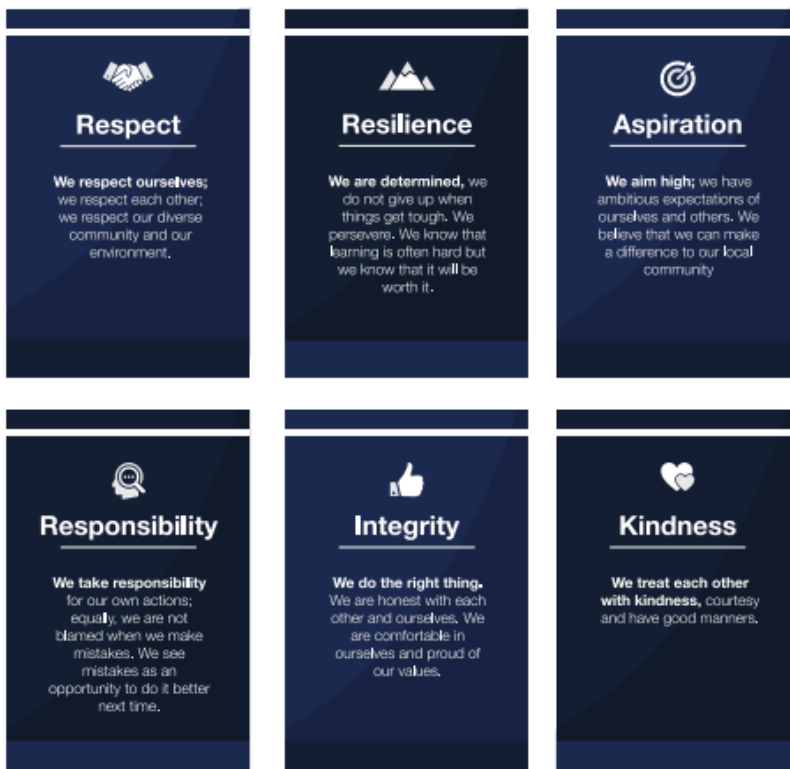 Respect
We respect ourselves;
we respect each other;
we respect our diverse
community and our
environment.
Resilience
We are determined, we
do not give up when
things get tough. We
persevere. We know that
learning is often hard but
we know that it will be
worth it.
Aspiration
We aim high; we have
ambitious expectations of
ourselves and others. We
believe that we can make
a difference to our local
community
Responsibility
We take responsibility
for our own actions;
equally, we are not
blamed when we make
mistakes. We see
mistakes as an
opportunity to do it better
next time.
Integrity
We do the right thing.
We are honest with each
other and ourselves. We
are comfortable in
ourselves and proud of
our values.
Kindness
We treat each other
with kindness, courtesy
and have good manners.